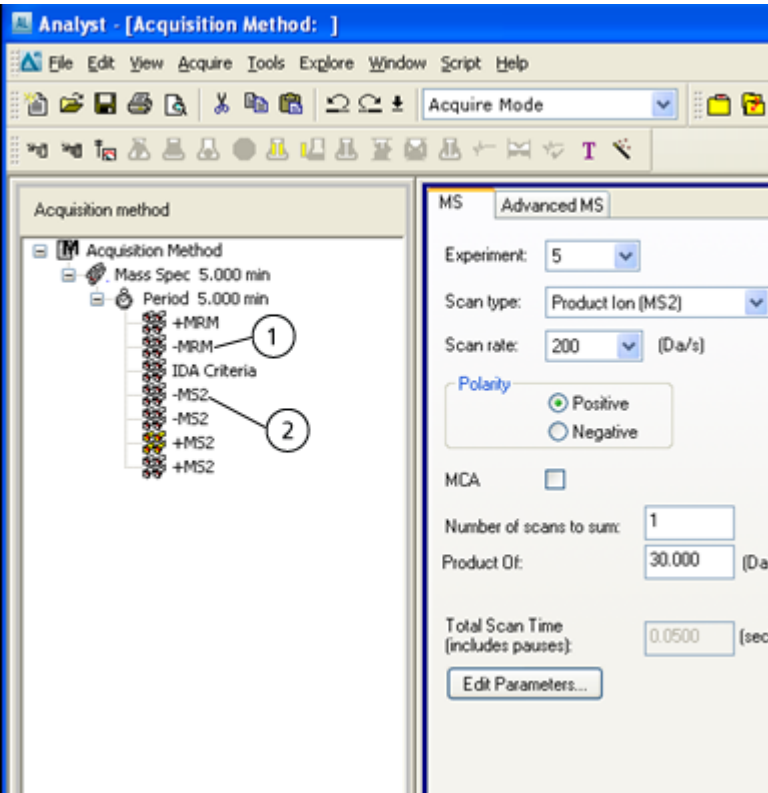 Analyst - [Acquisition Method: ]
File Edit View Acquire Tools Explore Window Script Help
Acquire Mode
T
Acquisition method
Acquisition Method
Mass Spec 5.000 min
Period 5.000 min
+MRM
-MRM
1
IDA Criteria
-MS2
-MS2
2
+MS2
+MS2
MS Advanced MS
Experiment: 5
Scan type: Product Ion (MS2)
Scan rate: 200 (Da/s)
Polarity
Positive
Negative
MCA
Number of scans to sum: 1
Product Of: 30.000 (Da
Total Scan Time
(includes pauses): 0.0500 (sec
Edit Parameters...